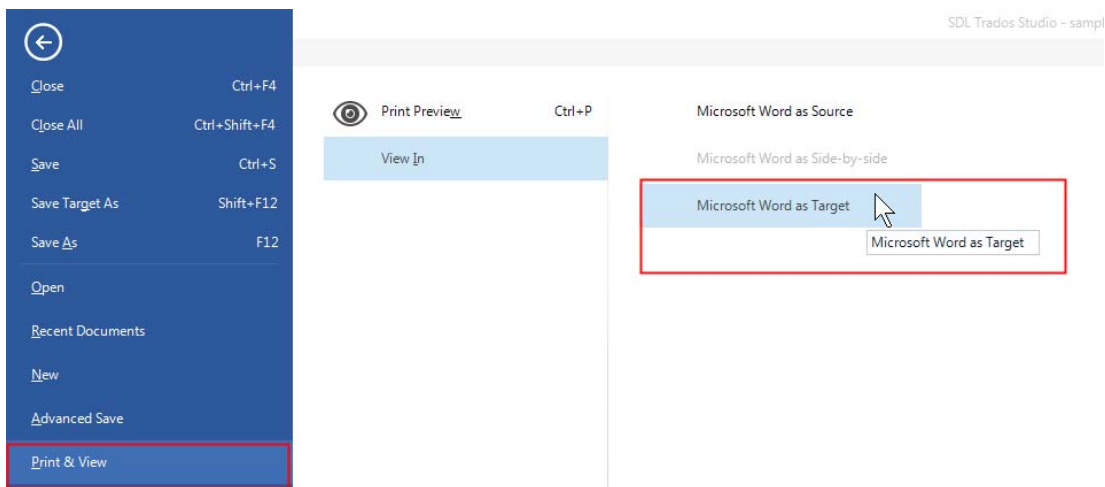 SDL Trados Studio - sampl
Close Ctrl+F4
Close All Ctrl+Shift+F4
Save Ctrl+S
Save Target As Shift+F12
Save As F12
Open
Recent Documents
New
Advanced Save
Print & View
Print Preview Ctrl+P
View In
Microsoft Word as Source
Microsoft Word as Side-by-side
Microsoft Word as Target
Microsoft Word as Target